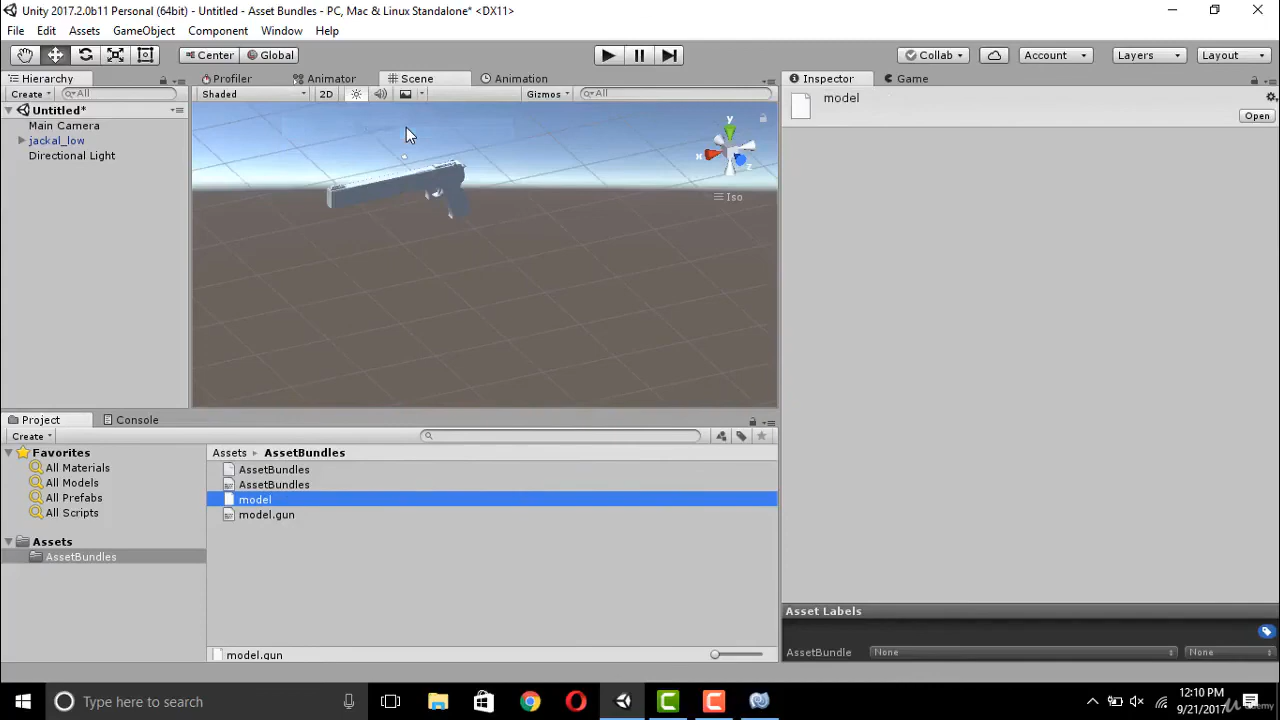 Unity 2017.2.0b11 Personal (64bit) - Untitled - Asset Bundles - PC, Mac & Linux Standalone* <DX11>
File Edit Assets GameObject Component Window Help
Center Global Collab Account Layers Layout
Hierarchy Profiler Animator Scene Animation Inspector Game
Create All Shaded 2D Gizmos All model
Open
Untitled*
Main Camera
jackal_low
Directional Light
y
x
z
Iso
Project Console
Create
Favorites
All Materials
All Models
All Prefabs
All Scripts
Assets
AssetBundles
Assets AssetBundles
AssetBundles
AssetBundles
model
model.gun
model.gun
Asset Labels
AssetBundle None None
Type here to search
12:10 PM
9/21/2017
Udemy